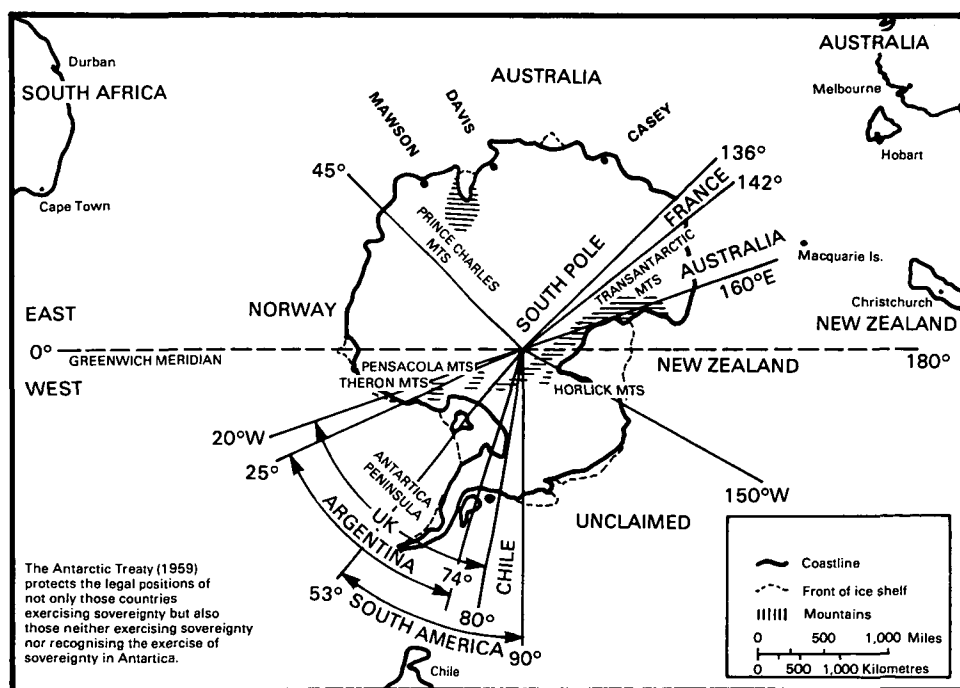 Durban
SOUTH AFRICA
Cape Town
AUSTRALIA
MAWSON
DAVIS
CASEY
AUSTRALIA
Melbourne
Hobart
45°
136°
142°
FRANCE
PRINCE CHARLES
MTS
SOUTH POLE
TRANSANTARCTIC
MTS
AUSTRALIA
160°E
Macquarie Is.
Christchurch
NEW ZEALAND
NORWAY
EAST
0°
GREENWICH MERIDIAN
WEST
180°
NEW ZEALAND
PENSACOLA MTS
THERON MTS
HORLICK MTS
20°W
25°
150°W
ANTARTICA
PENINSULA
UK
ARGENTINA
CHILE
UNCLAIMED
74°
53°
80°
SOUTH AMERICA
90°
Chile
The Antarctic Treaty (1959)
protects the legal positions of
not only those countries
exercising sovereignty but also
those neither exercising sovereignty
nor recognising the exercise of
sovereignty in Antartica.
Coastline
Front of ice shelf
Mountains
0 500 1,000 Miles
0 500 1,000 Kilometres